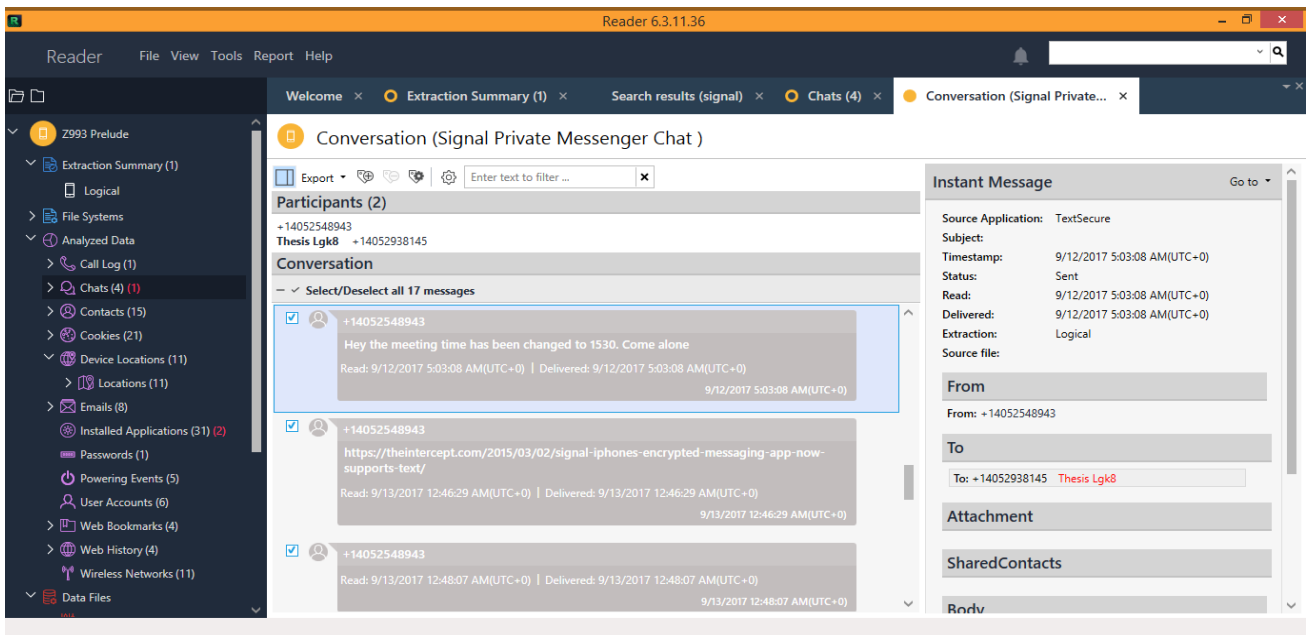 Reader 6.3.11.36
Reader File View Tools Report Help
Welcome Extraction Summary (1) Search results (signal) Chats (4) Conversation (Signal Private...
Z993 Prelude
Extraction Summary (1)
Logical
File Systems
Analyzed Data
Call Log (1)
Chats (4) (1)
Contacts (15)
Cookies (21)
Device Locations (11)
Locations (11)
Emails (8)
Installed Applications (31) (2)
Passwords (1)
Powering Events (5)
User Accounts (6)
Web Bookmarks (4)
Web History (4)
Wireless Networks (11)
Data Files
Conversation (Signal Private Messenger Chat )
Export Enter text to filter ...
Participants (2)
+14052548943
Thesis Lgk8 +14052938145
Conversation
Select/Deselect all 17 messages
+14052548943
Hey the meeting time has been changed to 1530. Come alone
Read: 9/12/2017 5:03:08 AM(UTC+0) | Delivered: 9/12/2017 5:03:08 AM(UTC+0)
9/12/2017 5:03:08 AM(UTC+0)
+14052548943
https://theintercept.com/2015/03/02/signal-iphones-encrypted-messaging-app-now-
supports-text/
Read: 9/13/2017 12:46:29 AM(UTC+0) | Delivered: 9/13/2017 12:46:29 AM(UTC+0)
9/13/2017 12:46:29 AM(UTC+0)
+14052548943
Read: 9/13/2017 12:48:07 AM(UTC+0) | Delivered: 9/13/2017 12:48:07 AM(UTC+0)
9/13/2017 12:48:07 AM(UTC+0)
Instant Message Go to
Source Application: TextSecure
Subject:
Timestamp: 9/12/2017 5:03:08 AM(UTC+0)
Status: Sent
Read: 9/12/2017 5:03:08 AM(UTC+0)
Delivered: 9/12/2017 5:03:08 AM(UTC+0)
Extraction: Logical
Source file:
From
From: +14052548943
To
To: +14052938145 Thesis Lgk8
Attachment
SharedContacts
Body